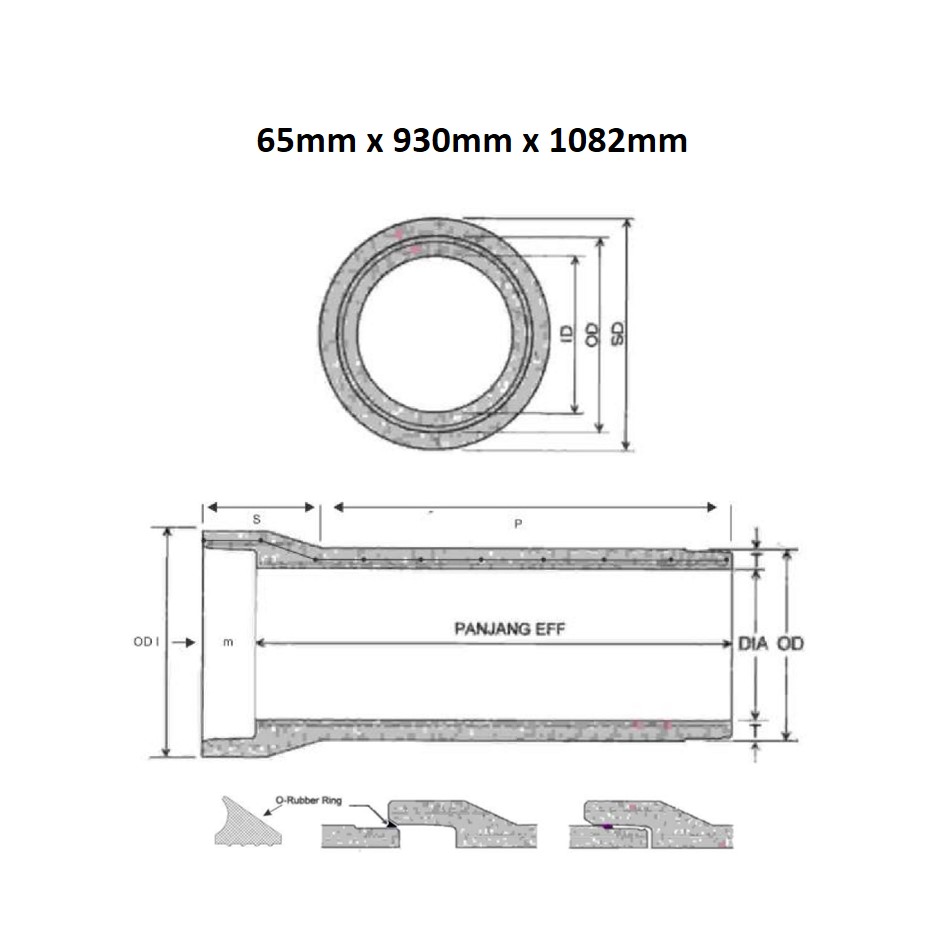 65mm x 930mm x 1082mm
ID
OD
SD
S
P
T
PANJANG EFF
OD I
m
DIA
OD
T
O-Rubber Ring